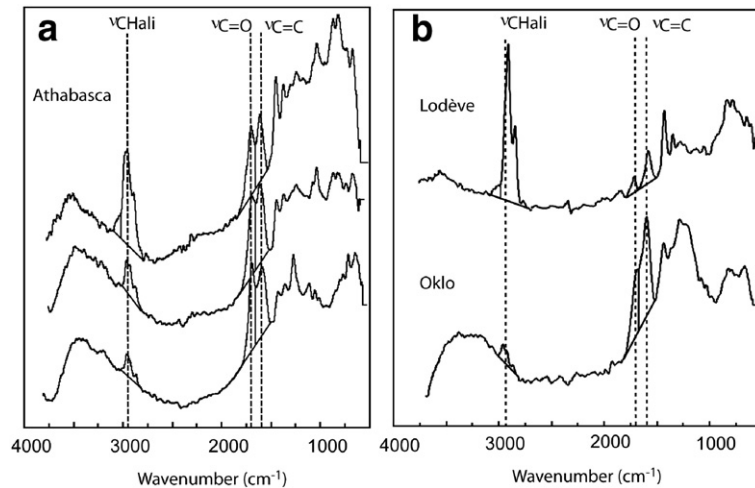 a
νCHali
νC=O
νC=C
Athabasca
4000
3000
2000
1000
Wavenumber (cm⁻¹)
b
νCHali
νC=O
νC=C
Lodève
Oklo
4000
3000
2000
1000
Wavenumber (cm⁻¹)